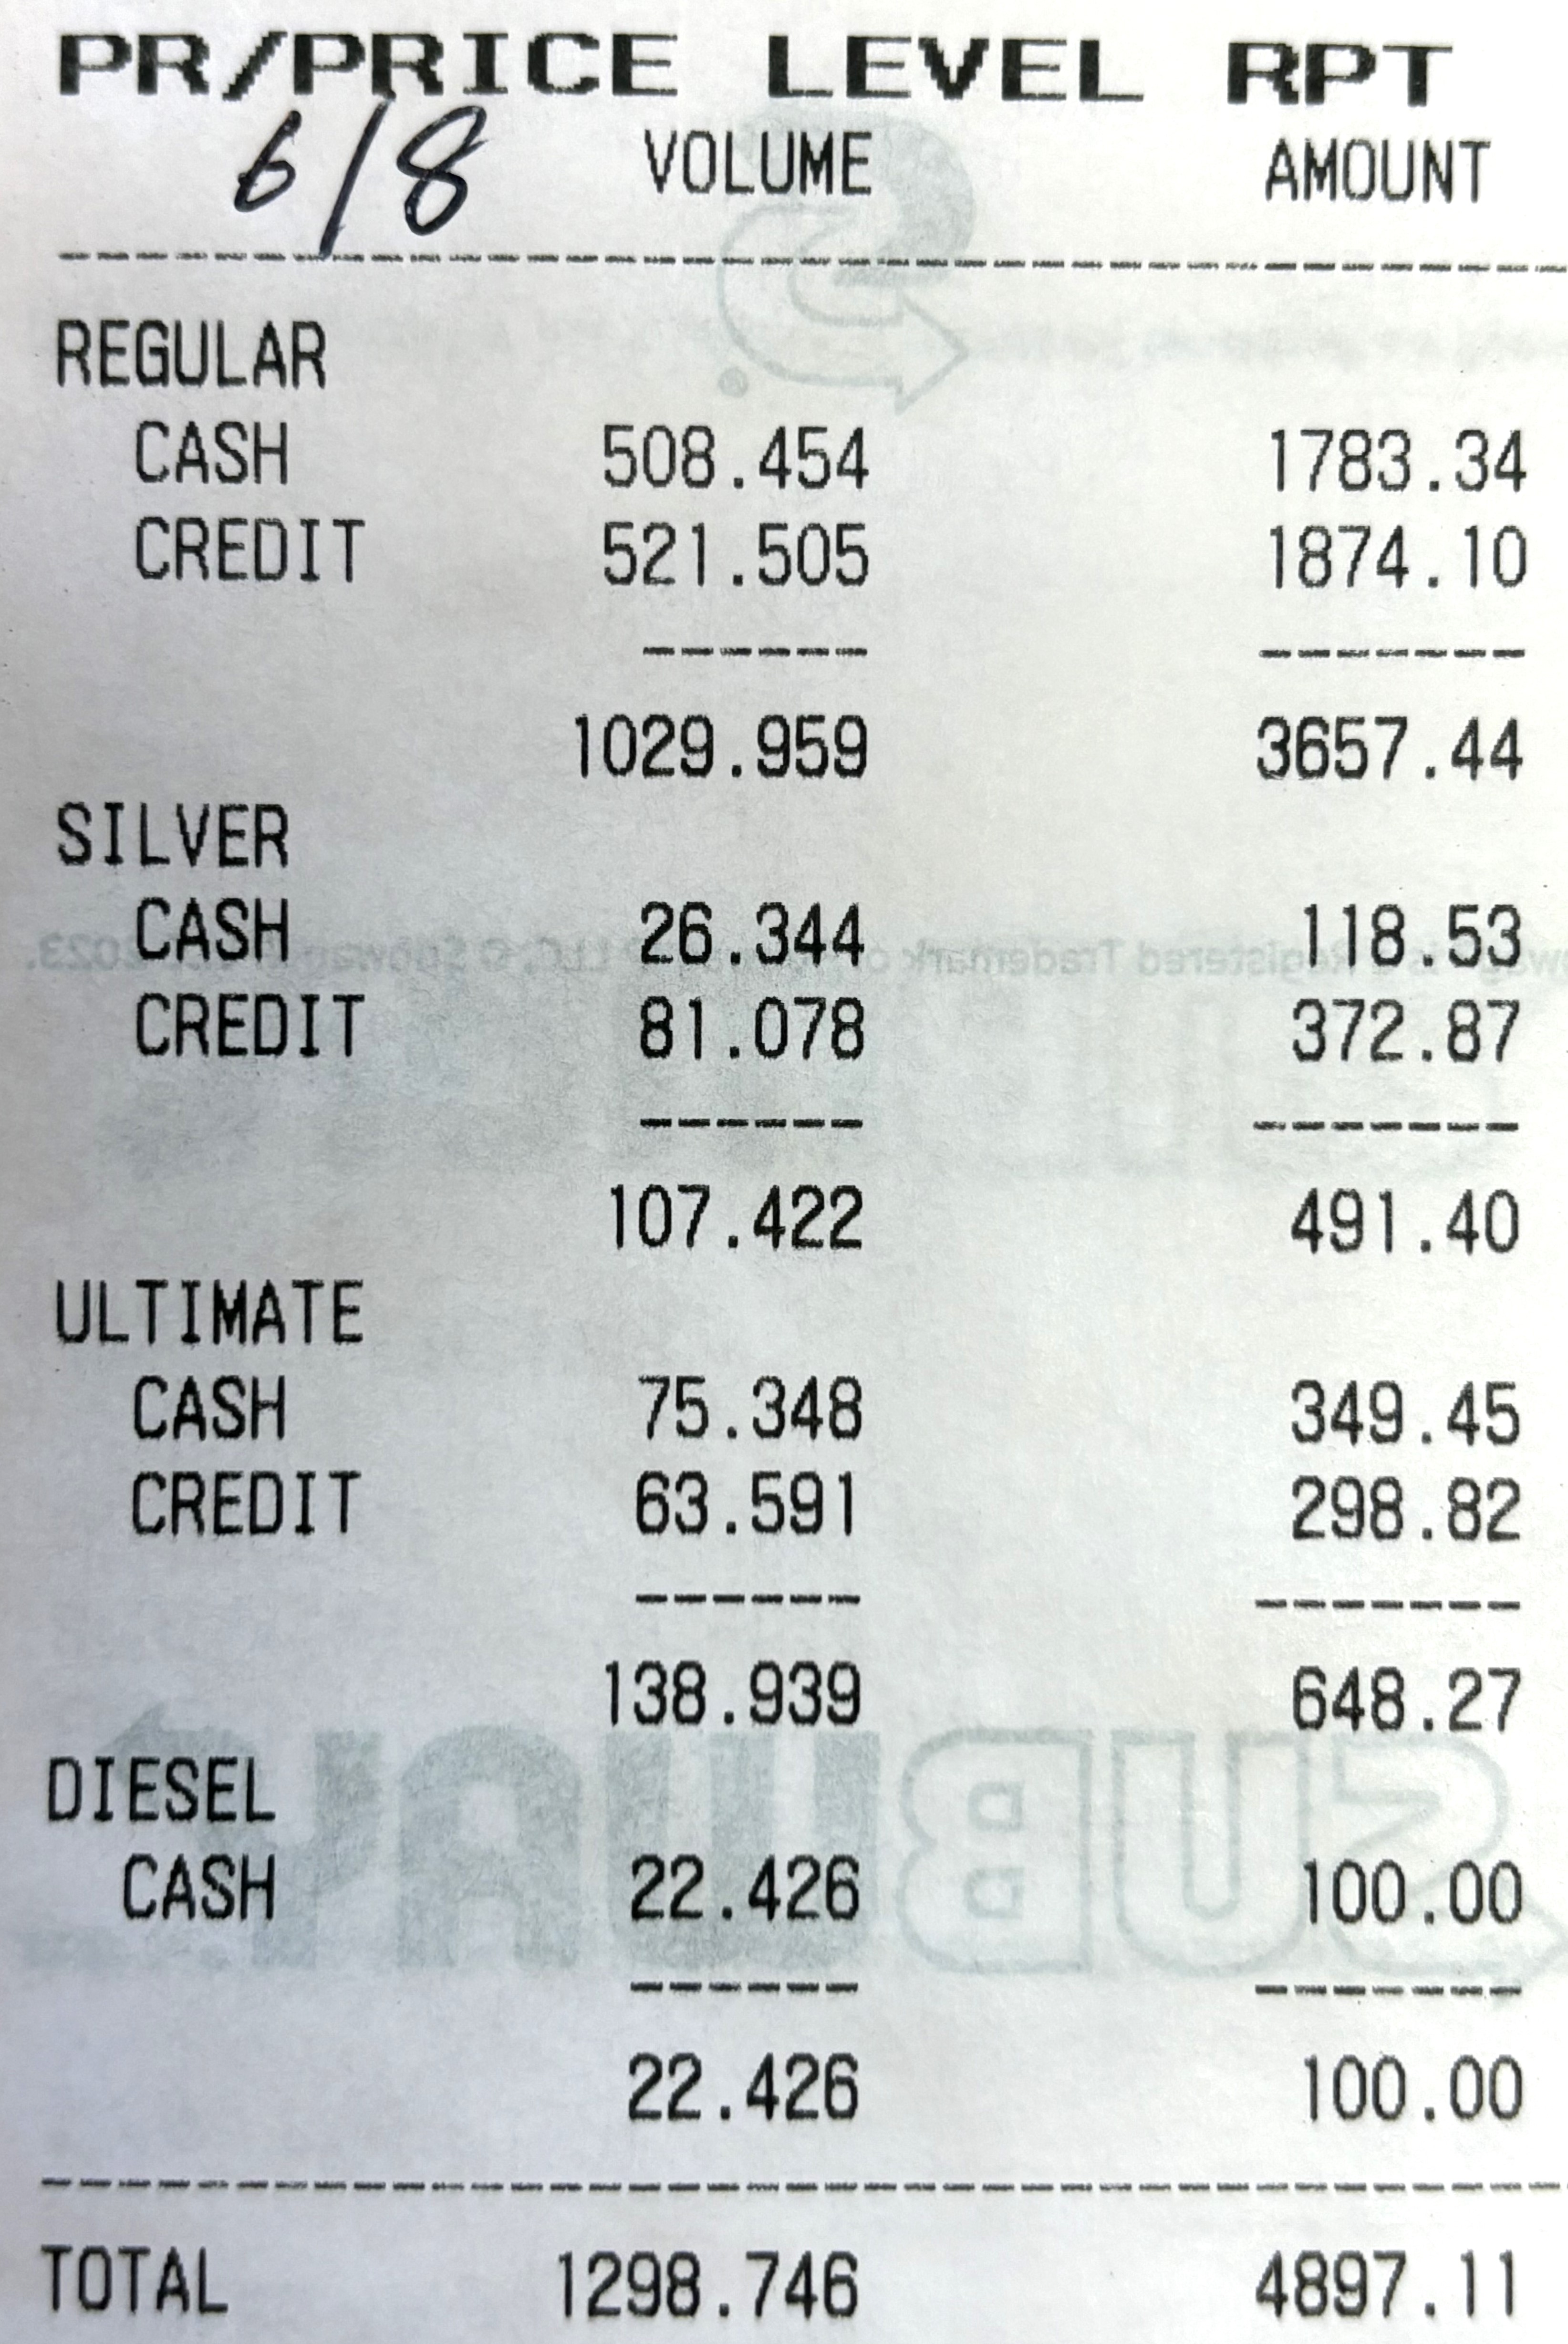 PR/PRICE LEVEL RPT
6/8 VOLUME AMOUNT
REGULAR
CASH 508.454 1783.34
CREDIT 521.505 1874.10
1029.959 3657.44
SILVER
CASH 26.344 118.53
CREDIT 81.078 372.87
107.422 491.40
ULTIMATE
CASH 75.348 349.45
CREDIT 63.591 298.82
138.939 648.27
DIESEL
CASH 22.426 100.00
22.426 100.00
TOTAL 1298.746 4897.11